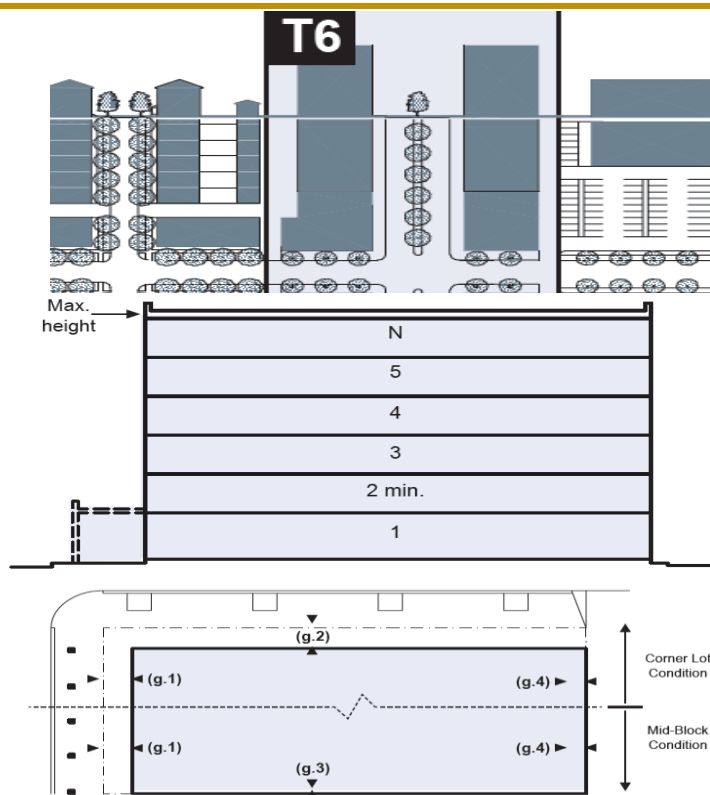 T6
Max.
height
N
5
4
3
2 min.
1
(g.2)
(g.1)
(g.4)
Corner Lot
Condition
(g.1)
(g.4)
Mid-Block
Condition
(g.3)